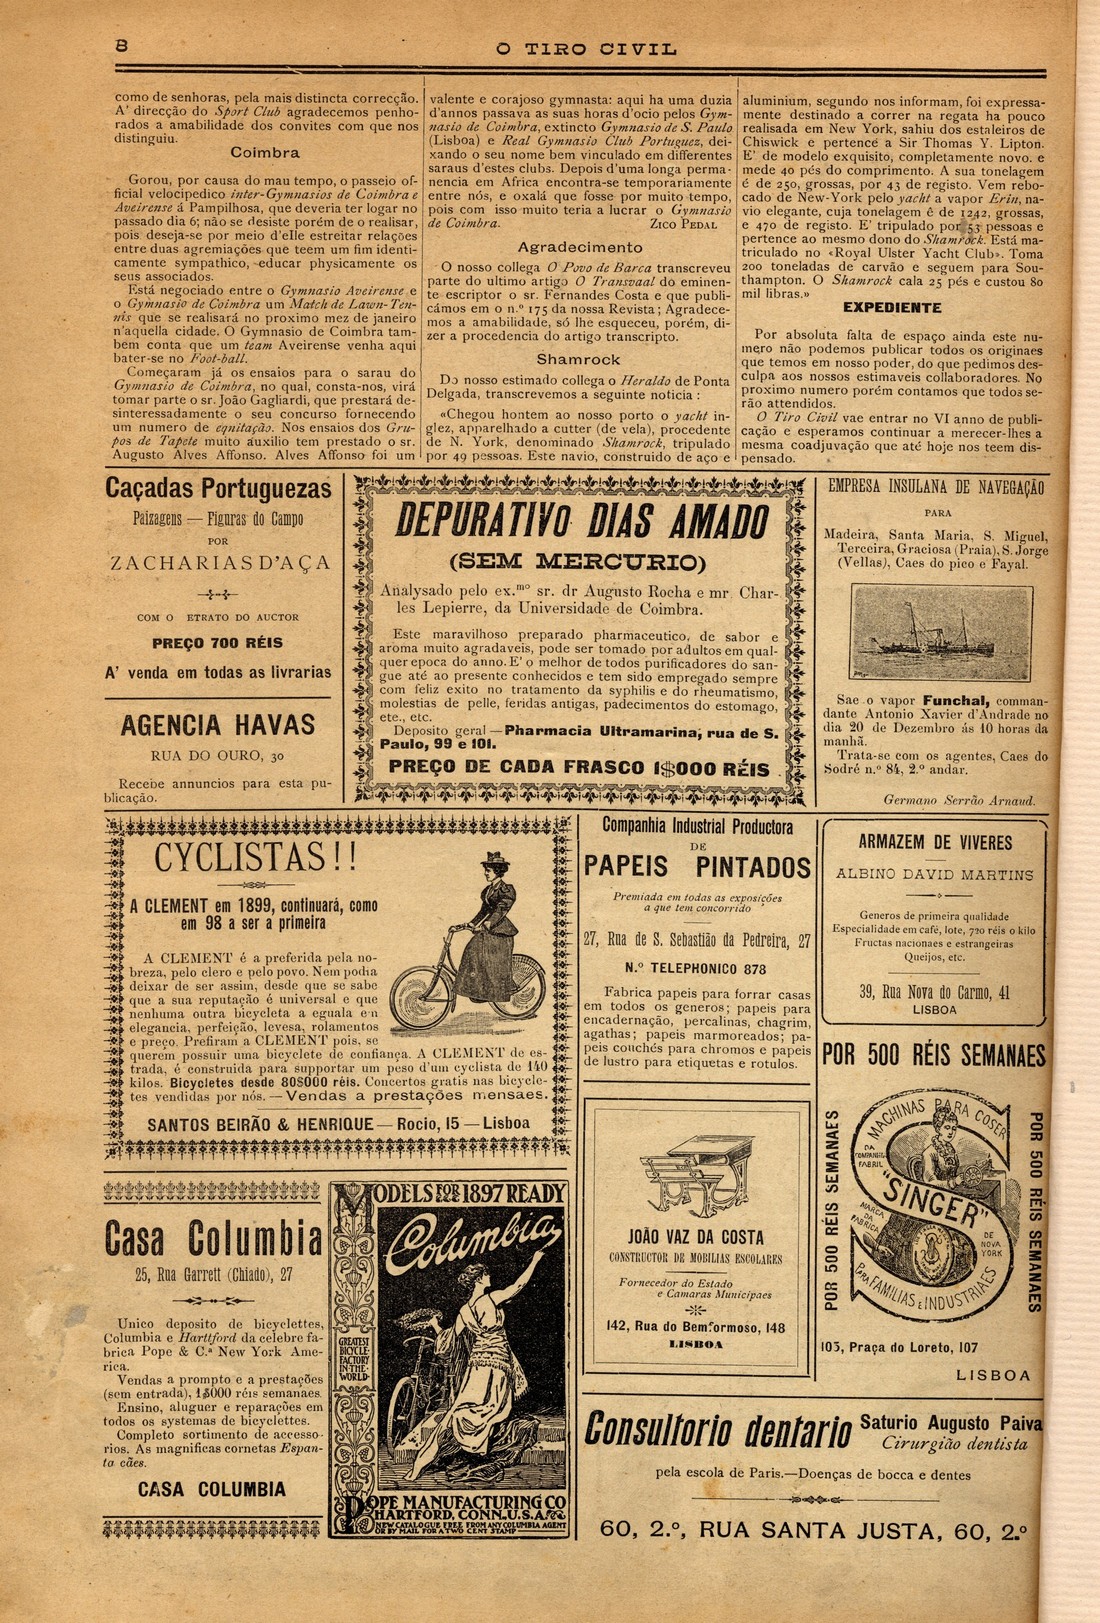 8
O TIRO CIVIL
como de senhoras, pela mais distincta correcção.
A' direcção do Sport Club agradecemos penho-
rados a amabilidade dos convites com que nos
distinguiu.
Coimbra
Gorou, por causa do mau tempo, o passeio of-
ficial velocipedico inter-Gymnasios de Coimbra e
Aveirense á Pampilhosa, que deveria ter logar no
passado dia 6; não se desiste porém de o realisar,
pois deseja-se por meio d'elle estreitar relações
entre duas agremiações que teem um fim identi-
camente sympathico, -educar physicamente os
seus associados.
Está negociado entre o Gymnasio Aveirense e
o Gymnasio de Coimbra um Match de Lawn-Ten-
nis que se realisará no proximo mez de janeiro
n'aquella cidade. O Gymnasio de Coimbra tam-
bem conta que um team Aveirense venha aqui
bater-se no Foot-ball.
Começaram já os ensaios para o sarau do
Gymnasio de Coimbra, no qual, consta-nos, virá
tomar parte o sr. João Gagliardi, que prestará de-
sinteressadamente o seu concurso fornecendo
um numero de equitação. Nos ensaios dos Gru-
pos de Tapete muito auxilio tem prestado o sr.
Augusto Alves Affonso. Alves Affonso foi um
valente e corajoso gymnasta: aqui ha uma duzia
d'annos passava as suas horas d'ocio pelos Gym-
nasio de Coimbra, extincto Gymnasio de S. Paulo
(Lisboa) e Real Gymnasio Club Portuguez, dei-
xando o seu nome bem vinculado em differentes
saraus d'estes clubs. Depois d'uma longa perma-
nencia em Africa encontra-se temporariamente
entre nós, e oxalá que fosse por muito tempo,
pois com isso muito teria a lucrar o Gymnasio
de Coimbra. ZICO PEDAL
Agradecimento
O nosso collega O Povo de Barca transcreveu
parte do ultimo artigo O Transvaal do eminen-
te escriptor o sr. Fernandes Costa e que publi-
cámos em o n.º 175 da nossa Revista; Agradece-
mos a amabilidade, só lhe esqueceu, porém, di-
zer a procedencia do artigo transcripto.
Shamrock
Do nosso estimado collega o Heraldo de Ponta
Delgada, transcrevemos a seguinte noticia:
«Chegou hontem ao nosso porto o yacht in-
glez, apparelhado a cutter (de vela), procedente
de N. York, denominado Shamrock, tripulado
por 49 pessoas. Este navio, construido de aço e
aluminium, segundo nos informam, foi expressa-
mente destinado a correr na regata ha pouco
realisada em New York, sahiu dos estaleiros de
Chiswick e pertence a Sir Thomas Y. Lipton.
E' de modelo exquisito, completamente novo. e
mede 40 pés do comprimento. A sua tonelagem
é de 250, grossas, por 43 de registo. Vem rebo-
cado de New-York pelo yacht a vapor Erin, na-
vio elegante, cuja tonelagem é de 1242, grossas,
e 470 de registo. E' tripulado por 53 pessoas e
pertence ao mesmo dono do Shamrock. Está ma-
triculado no «Royal Ulster Yacht Club». Toma
200 toneladas de carvão e seguem para Sou-
thampton. O Shamrock cala 25 pés e custou 80
mil libras.»
EXPEDIENTE
Por absoluta falta de espaço ainda este nu-
mero não podemos publicar todos os originaes
que temos em nosso poder, do que pedimos des-
culpa aos nossos estimaveis collaboradores. No
proximo numero porém contamos que todos se-
rão attendidos.
O Tiro Civil vae entrar no VI anno de publi-
cação e esperamos continuar a merecer-lhes a
mesma coadjuvação que até hoje nos teem dis-
pensado.
Caçadas Portuguezas
Paizagens — Figuras do Campo
POR
ZACHARIAS D'AÇA
COM O ETRATO DO AUCTOR
PREÇO 700 RÉIS
A' venda em todas as livrarias
AGENCIA HAVAS
RUA DO OURO, 30
Recebe annuncios para esta pu-
blicação.
DEPURATIVO DIAS AMADO
(SEM MERCURIO)
Analysado pelo ex.mo sr. dr Augusto Rocha e mr. Char-
les Lepierre, da Universidade de Coimbra.
Este maravilhoso preparado pharmaceutico, de sabor e
aroma muito agradaveis, pode ser tomado por adultos em qual-
quer epoca do anno. E' o melhor de todos purificadores do san-
gue até ao presente conhecidos e tem sido empregado sempre
com feliz exito no tratamento da syphilis e do rheumatismo,
molestias de pelle, feridas antigas, padecimentos do estomago,
ete., etc.
Deposito geral — Pharmacia Ultramarina, rua de S.
Paulo, 99 e 101.
PREÇO DE CADA FRASCO 1$000 RÉIS
EMPRESA INSULANA DE NAVEGAÇÃO
PARA
Madeira, Santa Maria, S. Miguel,
Terceira, Graciosa (Praia), S. Jorge
(Vellas), Caes do pico e Fayal.
Sae o vapor Funchal, comman-
dante Antonio Xavier d'Andrade no
dia 20 de Dezembro ás 10 horas da
manhã.
Trata-se com os agentes, Caes do
Sodré n.º 84, 2.º andar.
Germano Serrão Arnaud.
CYCLISTAS!!
A CLEMENT em 1899, continuará, como
em 98 a ser a primeira
A CLEMENT é a preferida pela no-
breza, pelo clero e pelo povo. Nem podia
deixar de ser assim, desde que se sabe
que a sua reputação é universal e que
nenhuma outra bicycleta a eguala em
elegancia, perfeição, levesa, rolamentos
e preço. Prefiram a CLEMENT pois, se
querem possuir uma bicyclete de confiança. A CLEMENT de es-
trada, é construida para supportar um peso d'um cyclista de 140
kilos. Bicycletes desde 80$000 réis. Concertos gratis nas bicycle-
tes vendidas por nós. — Vendas a prestações mensaes.
SANTOS BEIRÃO & HENRIQUE — Rocio, 15 — Lisboa
Companhia Industrial Productora
DE
PAPEIS PINTADOS
Premiada em todas as exposições
a que tem concorrido
27, Rua de S. Sebastião da Pedreira, 27
N.º TELEPHONICO 878
Fabrica papeis para forrar casas
em todos os generos; papeis para
encadernação, percalinas, chagrim,
agathas; papeis marmoreados; pa-
peis couchés para chromos e papeis
de lustro para etiquetas e rotulos.
ARMAZEM DE VIVERES
ALBINO DAVID MARTINS
Generos de primeira qualidade
Especialidade em café, lote, 720 réis o kilo
Fructas nacionaes e estrangeiras
Queijos, etc.
39, Rua Nova do Carmo, 41
LISBOA
POR 500 RÉIS SEMANAES
POR 500 RÉIS SEMANAES
MACHINAS PARA COSER
DA
COMPANHIA
FABRIL
"SINGER"
MARCA
DA
FABRICA
DE
NOVA
YORK
PARA FAMILIAS E INDUSTRIAES
POR 500 RÉIS SEMANAES
103, Praça do Loreto, 107
LISBOA
Casa Columbia
25, Rua Garrett (Chiado), 27
Unico deposito de bicyclettes,
Columbia e Harttford da celebre fa-
brica Pope & C.ª New York Ame-
rica.
Vendas a prompto e a prestações
(sem entrada), 1$000 réis semanaes.
Ensino, aluguer e reparações em
todos os systemas de bicyclettes.
Completo sortimento de accesso-
rios. As magnificas cornetas Espan-
ta cães.
CASA COLUMBIA
MODELS FOR 1897 READY
Columbia
GREATEST
BICYCLE
FACTORY
IN THE
WORLD
POPE MANUFACTURING CO
HARTFORD, CONN. U.S.A.
NEW CATALOGUE FREE FROM ANY COLUMBIA AGENT
OR BY MAIL FOR A TWO CENT STAMP
JOÃO VAZ DA COSTA
CONSTRUCTOR DE MOBILIAS ESCOLARES
Fornecedor do Estado
e Camaras Municipaes
142, Rua do Bemformoso, 148
LISBOA
Consultorio dentario
Saturio Augusto Paiva
Cirurgião dentista
pela escola de Paris.—Doenças de bocca e dentes
60, 2.º, RUA SANTA JUSTA, 60, 2.º